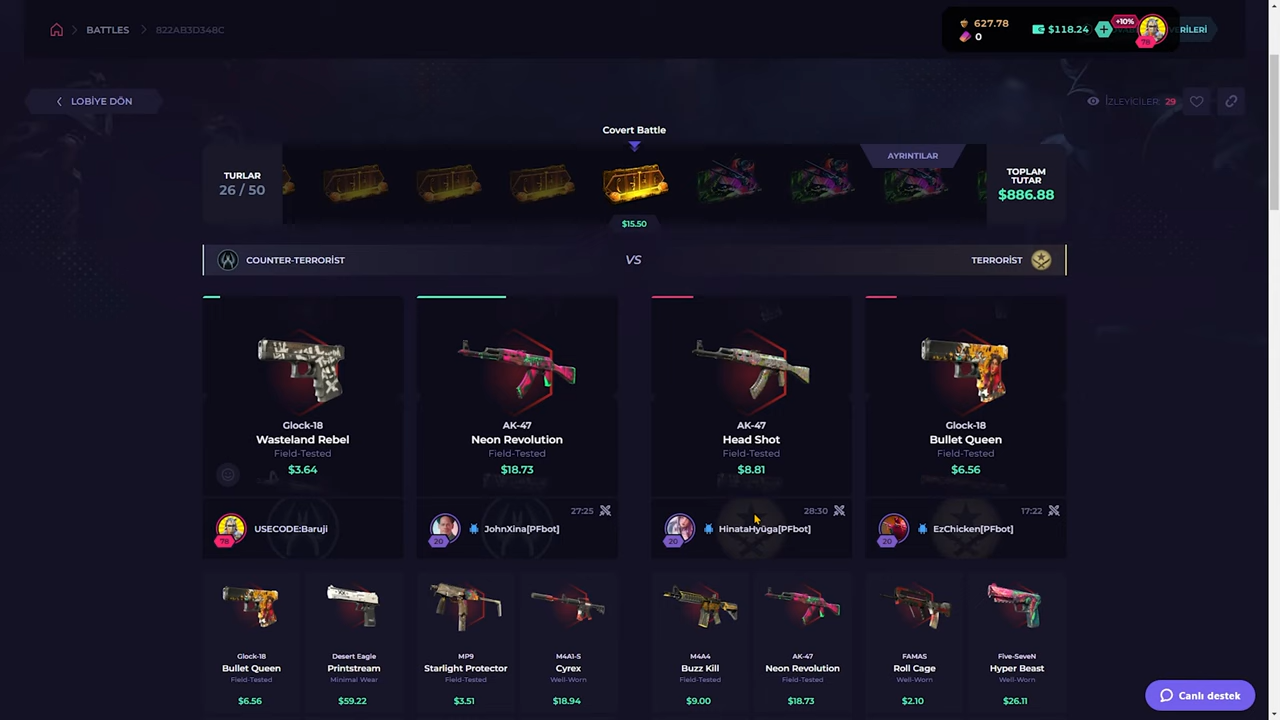 BATTLES
822AB3D348C
627.78
0
$118.24
+10%
78
VERİLERİ
LOBİYE DÖN
İZLEYİCİLER: 29
Covert Battle
TURLAR
26 / 50
AYRINTILAR
TOPLAM
TUTAR
$886.88
$15.50
COUNTER-TERRORİST
VS
TERRORİST
Glock-18
Wasteland Rebel
Field-Tested
$3.64
AK-47
Neon Revolution
Field-Tested
$18.73
AK-47
Head Shot
Field-Tested
$8.81
Glock-18
Bullet Queen
Field-Tested
$6.56
78
USECODE:Baruji
27:25
20
JohnXina[PFbot]
28:30
20
HinataHyüga[PFbot]
17:22
20
EzChicken[PFbot]
Glock-18
Bullet Queen
Field-Tested
$6.56
Desert Eagle
Printstream
Minimal Wear
$59.22
MP9
Starlight Protector
Field-Tested
$3.51
M4A1-S
Cyrex
Well-Worn
$18.94
M4A4
Buzz Kill
Field-Tested
$9.00
AK-47
Neon Revolution
Field-Tested
$18.73
FAMAS
Roll Cage
Well-Worn
$2.10
Five-SeveN
Hyper Beast
Well-Worn
$26.11
Canlı destek